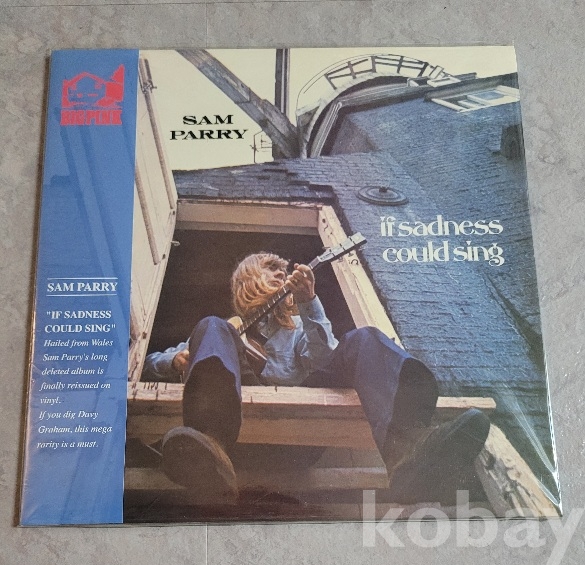 BIGPINK
SAM
PARRY
if sadness
could sing
SAM PARRY
"IF SADNESS
COULD SING"
Hailed from Wales
Sam Parry's long
deleted album is
finally reissued on
vinyl.
If you dig Davy
Graham, this mega
rarity is a must.
kobay